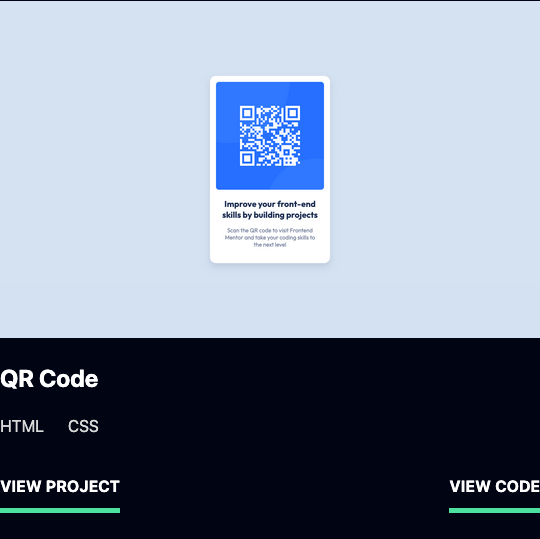 Improve your front-end
skills by building projects
Scan the QR code to visit Frontend
Mentor and take your coding skills to
the next level
QR Code
HTML CSS
VIEW PROJECT VIEW CODE